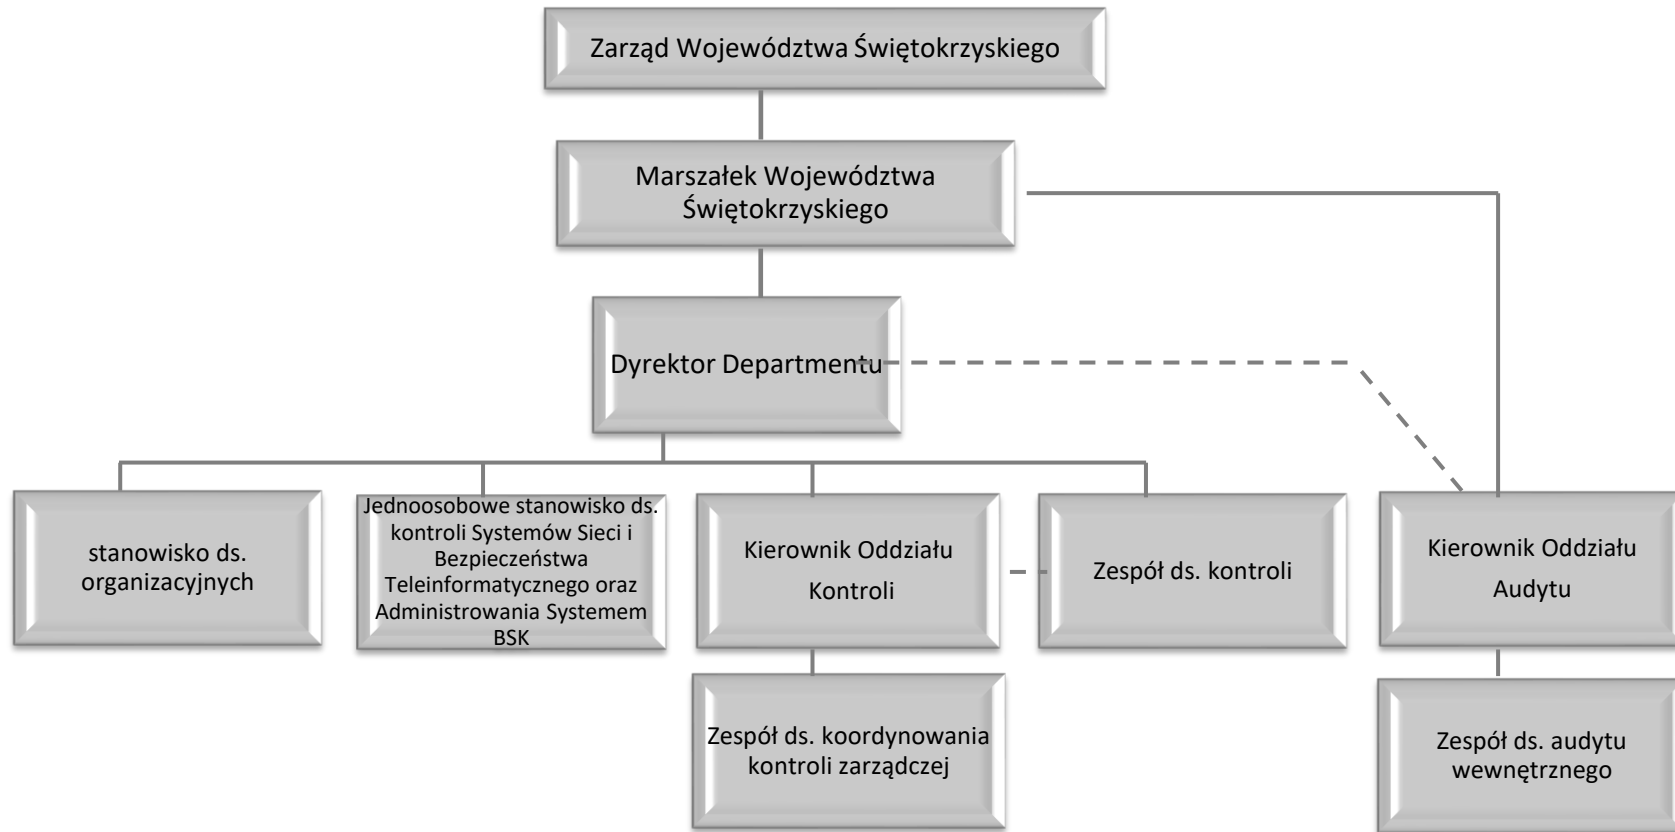 Zarząd Województwa Świętokrzyskiego
Marszałek Województwa
Świętokrzyskiego
Dyrektor Departmentu
stanowisko ds.
organizacyjnych
Jednoosobowe stanowisko ds.
kontroli Systemów Sieci i
Bezpieczeństwa
Teleinformatycznego oraz
Administrowania Systemem
BSK
Kierownik Oddziału
Kontroli
Zespół ds. kontroli
Kierownik Oddziału
Audytu
Zespół ds. koordynowania
kontroli zarządczej
Zespół ds. audytu
wewnętrznego